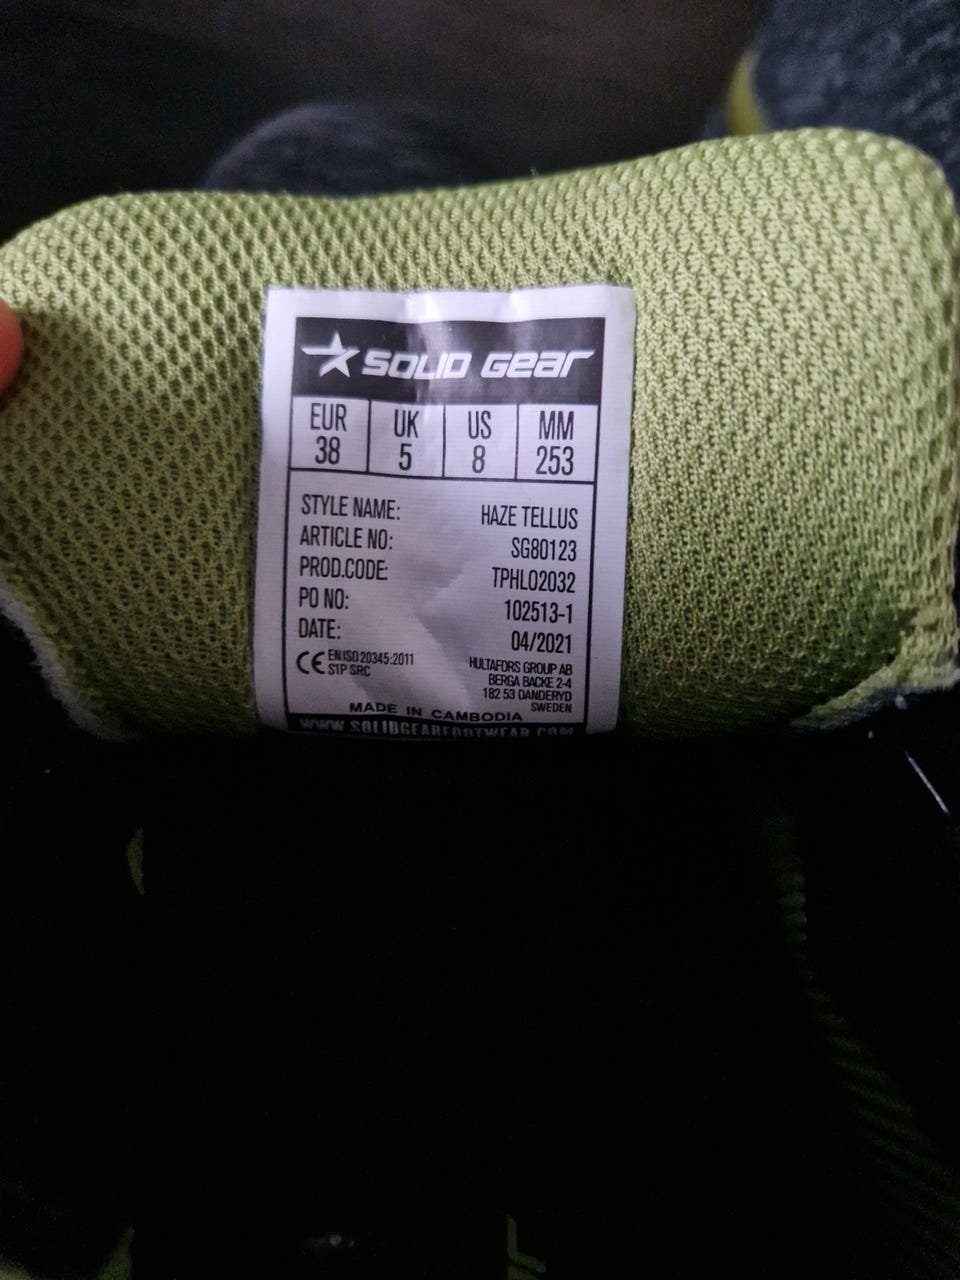 SOLID GEAR
EUR UK US MM
38 5 8 253
STYLE NAME: HAZE TELLUS
ARTICLE NO: SG80123
PROD.CODE: TPHLO2032
PO NO: 102513-1
DATE: 04/2021
CE EN ISO 20345:2011
S1P SRC
HULTAFORS GROUP AB
BERGA BACKE 2-4
182 53 DANDERYD
SWEDEN
MADE IN CAMBODIA
WWW.SOLIDGEARFOOTWEAR.COM